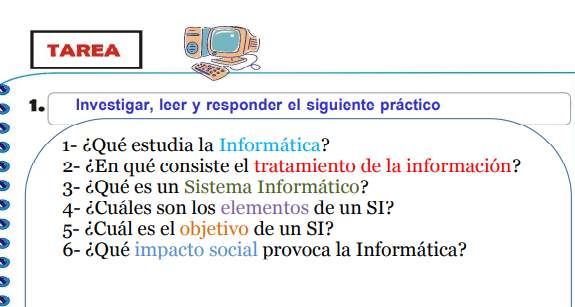 TAREA
1. Investigar, leer y responder el siguiente práctico
1- ¿Qué estudia la Informática?
2- ¿En qué consiste el tratamiento de la información?
3- ¿Qué es un Sistema Informático?
4- ¿Cuáles son los elementos de un SI?
5- ¿Cuál es el objetivo de un SI?
6- ¿Qué impacto social provoca la Informática?